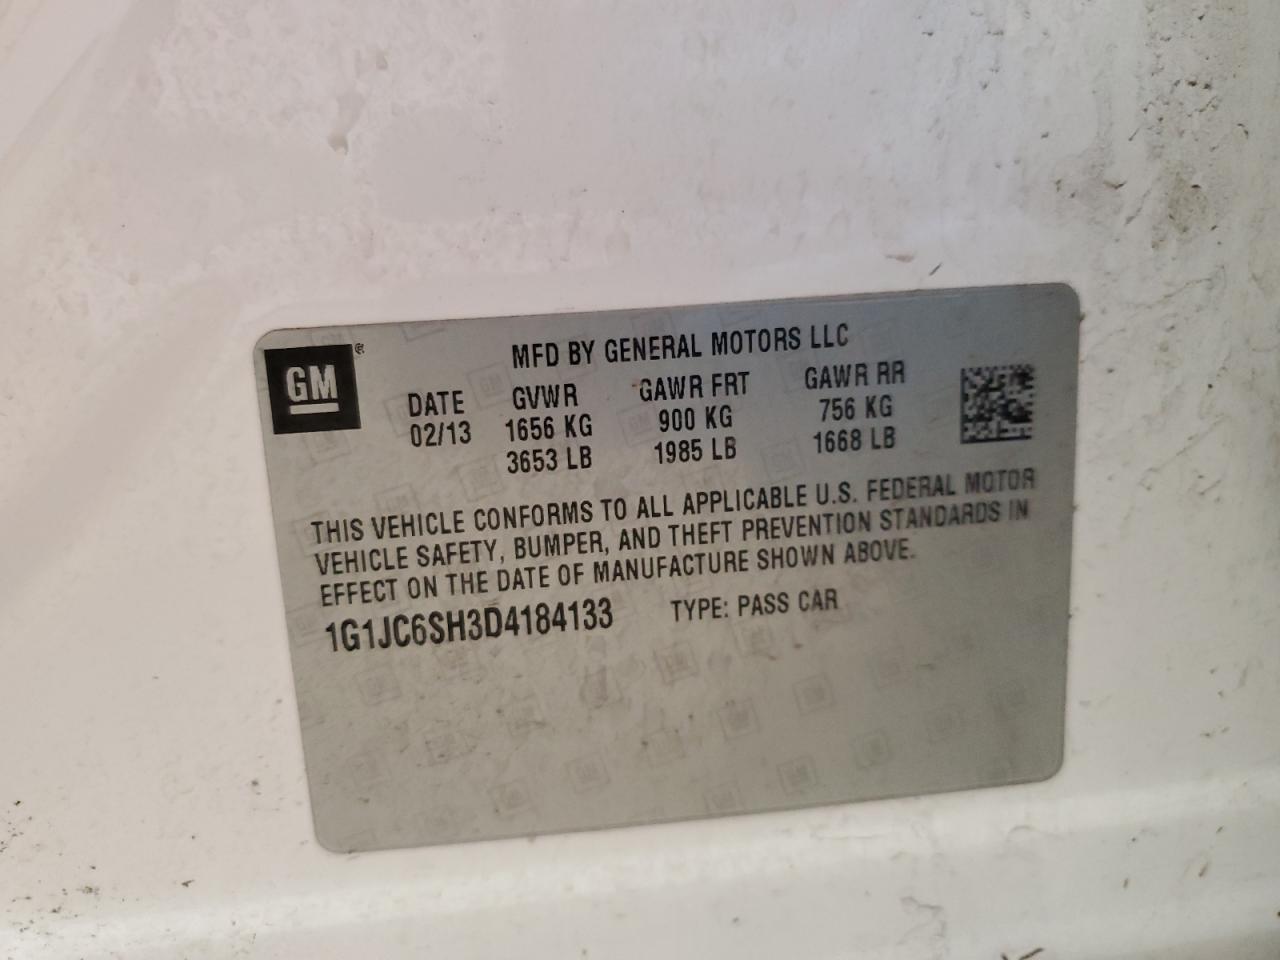 GM
MFD BY GENERAL MOTORS LLC
DATE GVWR GAWR FRT GAWR RR
02/13 1656 KG 900 KG 756 KG
3653 LB 1985 LB 1668 LB
THIS VEHICLE CONFORMS TO ALL APPLICABLE U.S. FEDERAL MOTOR
VEHICLE SAFETY, BUMPER, AND THEFT PREVENTION STANDARDS IN
EFFECT ON THE DATE OF MANUFACTURE SHOWN ABOVE.
1G1JC6SH3D4184133 TYPE: PASS CAR